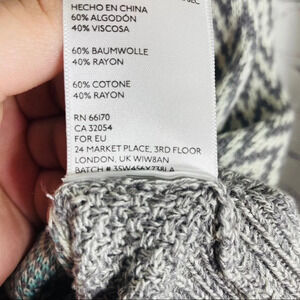 HECHO EN CHINA
60% ALGODÓN
40% VISCOSA
60% BAUMWOLLE
40% RAYON
60% COTONE
40% RAYON
RN 66170
CA 32054
FOR EU
24 MARKET PLACE, 3RD FLOOR
LONDON, UK W1W8AN
BATCH #